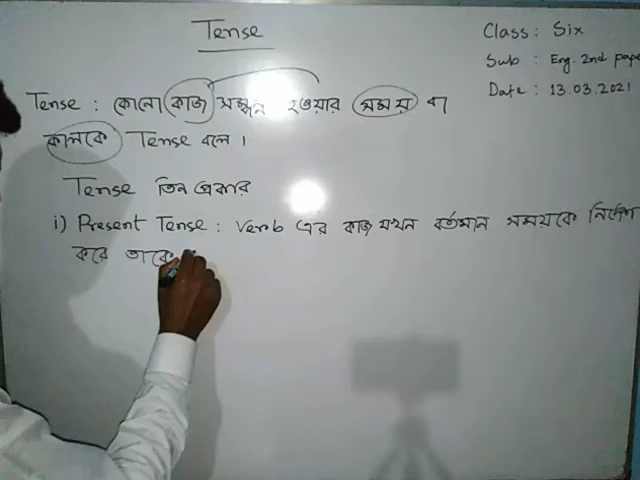 Tense
Class: Six
Sub : Eng. 2nd pape
Date : 13.03.2021
Tense : কোনো কাজ সম্পন্ন হওয়ার সময় বা
কালকে Tense বলে ।
Tense তিন প্রকার
i) Present Tense : Verb এর কাজ যখন বর্তমান সময়কে নির্দেশ
করে তাকে